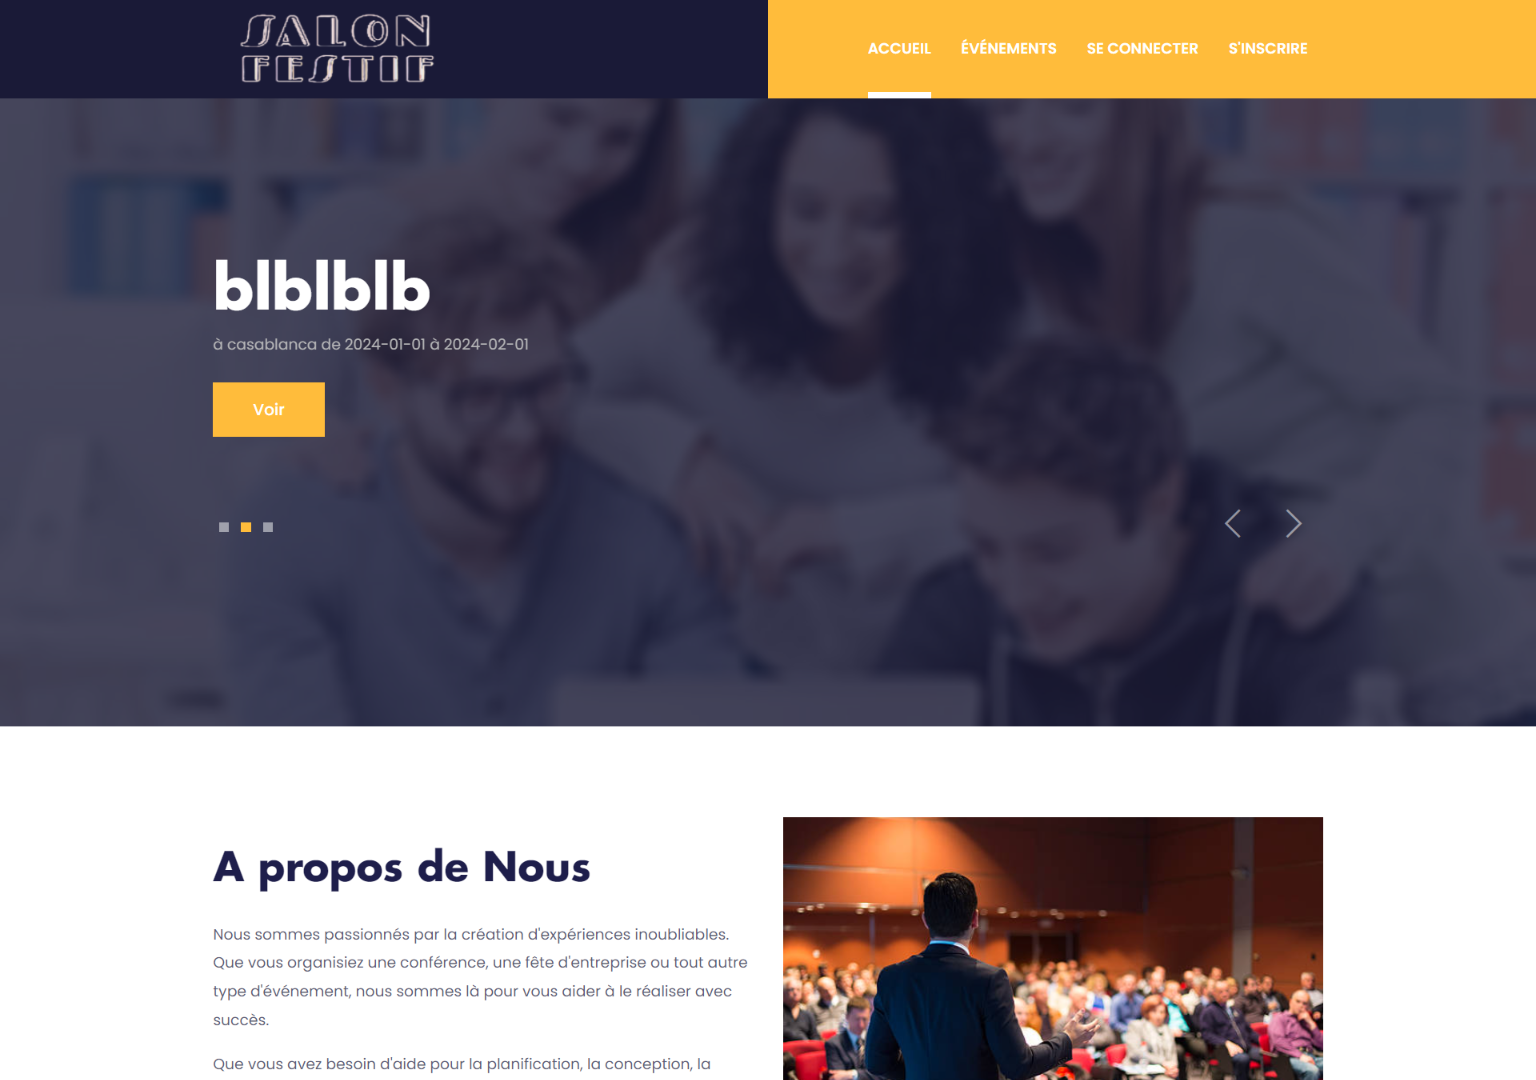 SALON
FESTIF
ACCUEIL ÉVÉNEMENTS SE CONNECTER S'INSCRIRE
blblblb
à casablanca de 2024-01-01 à 2024-02-01
Voir
A propos de Nous
Nous sommes passionnés par la création d'expériences inoubliables.
Que vous organisiez une conférence, une fête d'entreprise ou tout autre
type d'événement, nous sommes là pour vous aider à le réaliser avec
succès.
Que vous avez besoin d'aide pour la planification, la conception, la